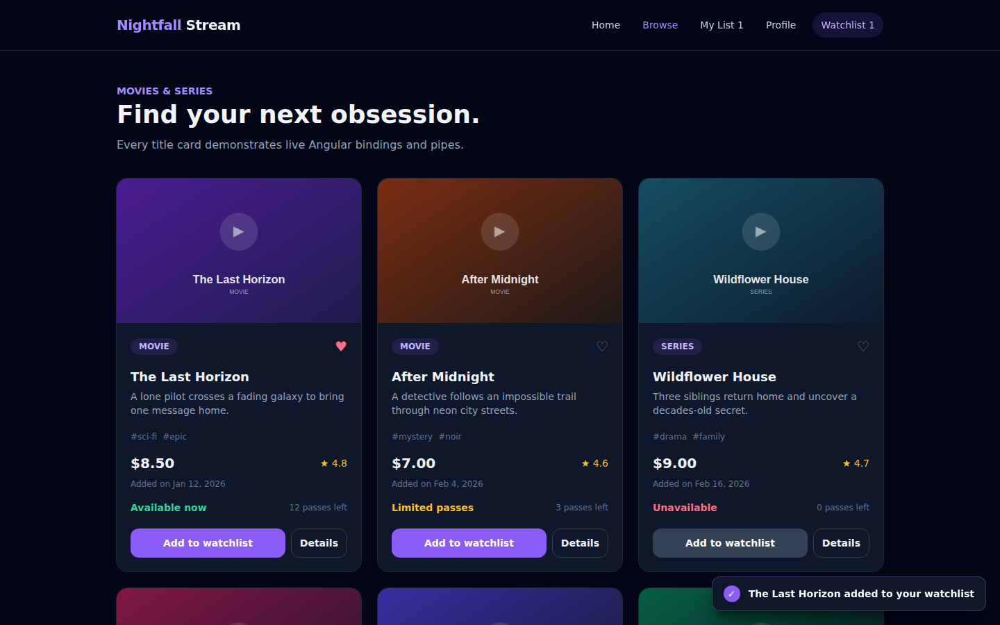 Nightfall Stream
Home Browse My List 1 Profile Watchlist 1
MOVIES & SERIES
Find your next obsession.
Every title card demonstrates live Angular bindings and pipes.
The Last Horizon
MOVIE
MOVIE
The Last Horizon
A lone pilot crosses a fading galaxy to bring
one message home.
#sci-fi #epic
$8.50 ★ 4.8
Added on Jan 12, 2026
Available now 12 passes left
Add to watchlist Details
After Midnight
MOVIE
MOVIE
After Midnight
A detective follows an impossible trail
through neon city streets.
#mystery #noir
$7.00 ★ 4.6
Added on Feb 4, 2026
Limited passes 3 passes left
Add to watchlist Details
Wildflower House
SERIES
SERIES
Wildflower House
Three siblings return home and uncover a
decades-old secret.
#drama #family
$9.00 ★ 4.7
Added on Feb 16, 2026
Unavailable 0 passes left
Add to watchlist Details
The Last Horizon added to your watchlist